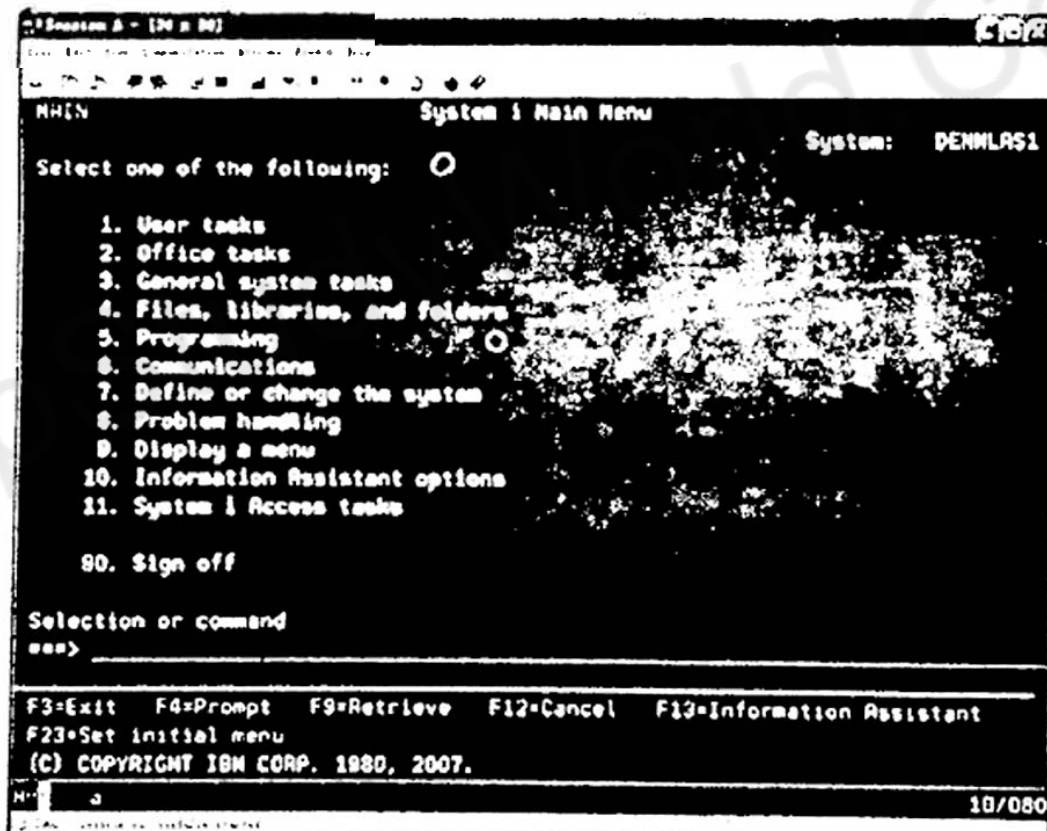 Session A - [24 x 80]
MAIN System i Main Menu
System: DENMLAS1
Select one of the following:
1. User tasks
2. Office tasks
3. General system tasks
4. Files, libraries, and folders
5. Programming
6. Communications
7. Define or change the system
8. Problem handling
9. Display a menu
10. Information Assistant options
11. System i Access tasks
90. Sign off
Selection or command
===>
F3=Exit F4=Prompt F9=Retrieve F12=Cancel F13=Information Assistant
F23=Set initial menu
(C) COPYRIGHT IBM CORP. 1980, 2007.
a 10/080